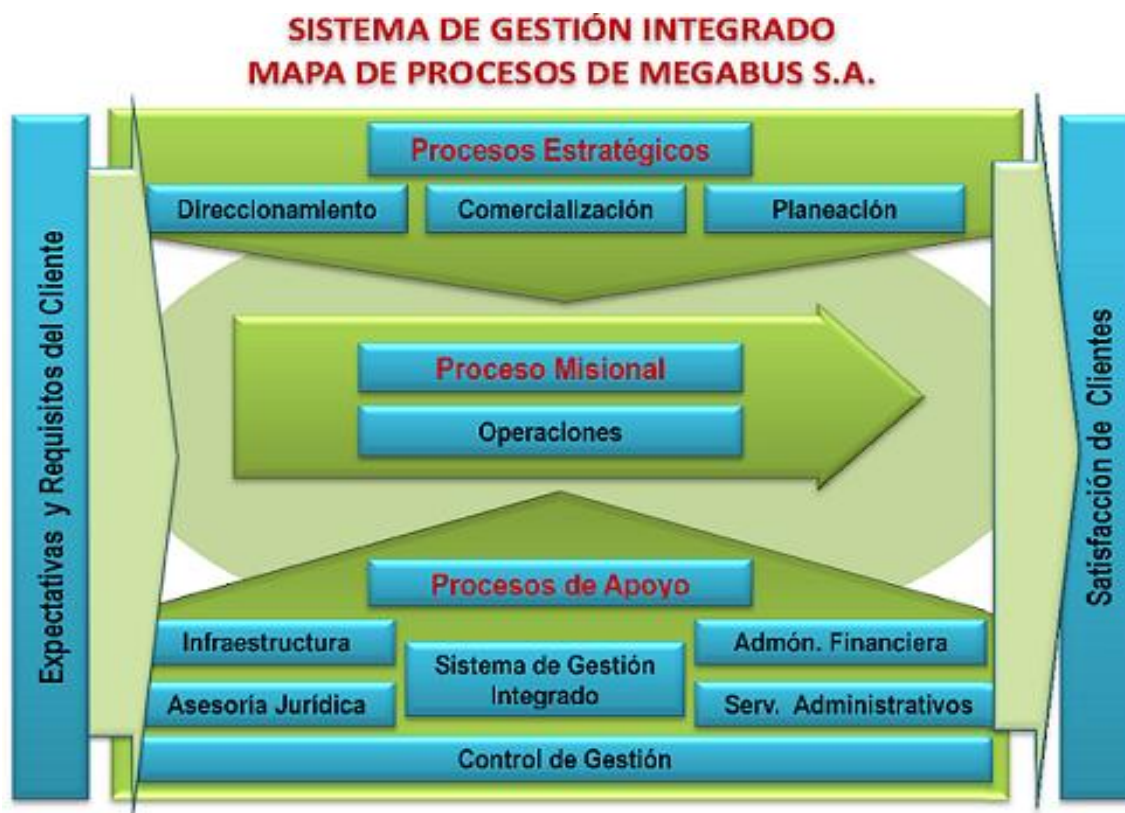 SISTEMA DE GESTIÓN INTEGRADO
MAPA DE PROCESOS DE MEGABUS S.A.
Expectativas y Requisitos del Cliente
Procesos Estratégicos
Direccionamiento
Comercialización
Planeación
Proceso Misional
Operaciones
Procesos de Apoyo
Infraestructura
Asesoría Jurídica
Sistema de Gestión
Integrado
Admón. Financiera
Serv. Administrativos
Control de Gestión
Satisfacción de Clientes